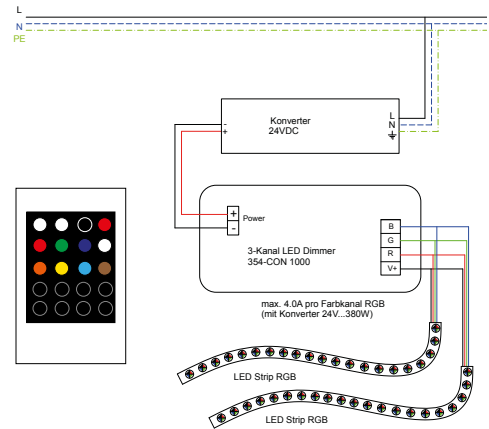 L
N
PE
Konverter
24VDC
L
N
-
+
+
-
Power
3-Kanal LED Dimmer
354-CON 1000
B
G
R
V+
max. 4.0A pro Farbkanal RGB
(mit Konverter 24V...380W)
LED Strip RGB
LED Strip RGB